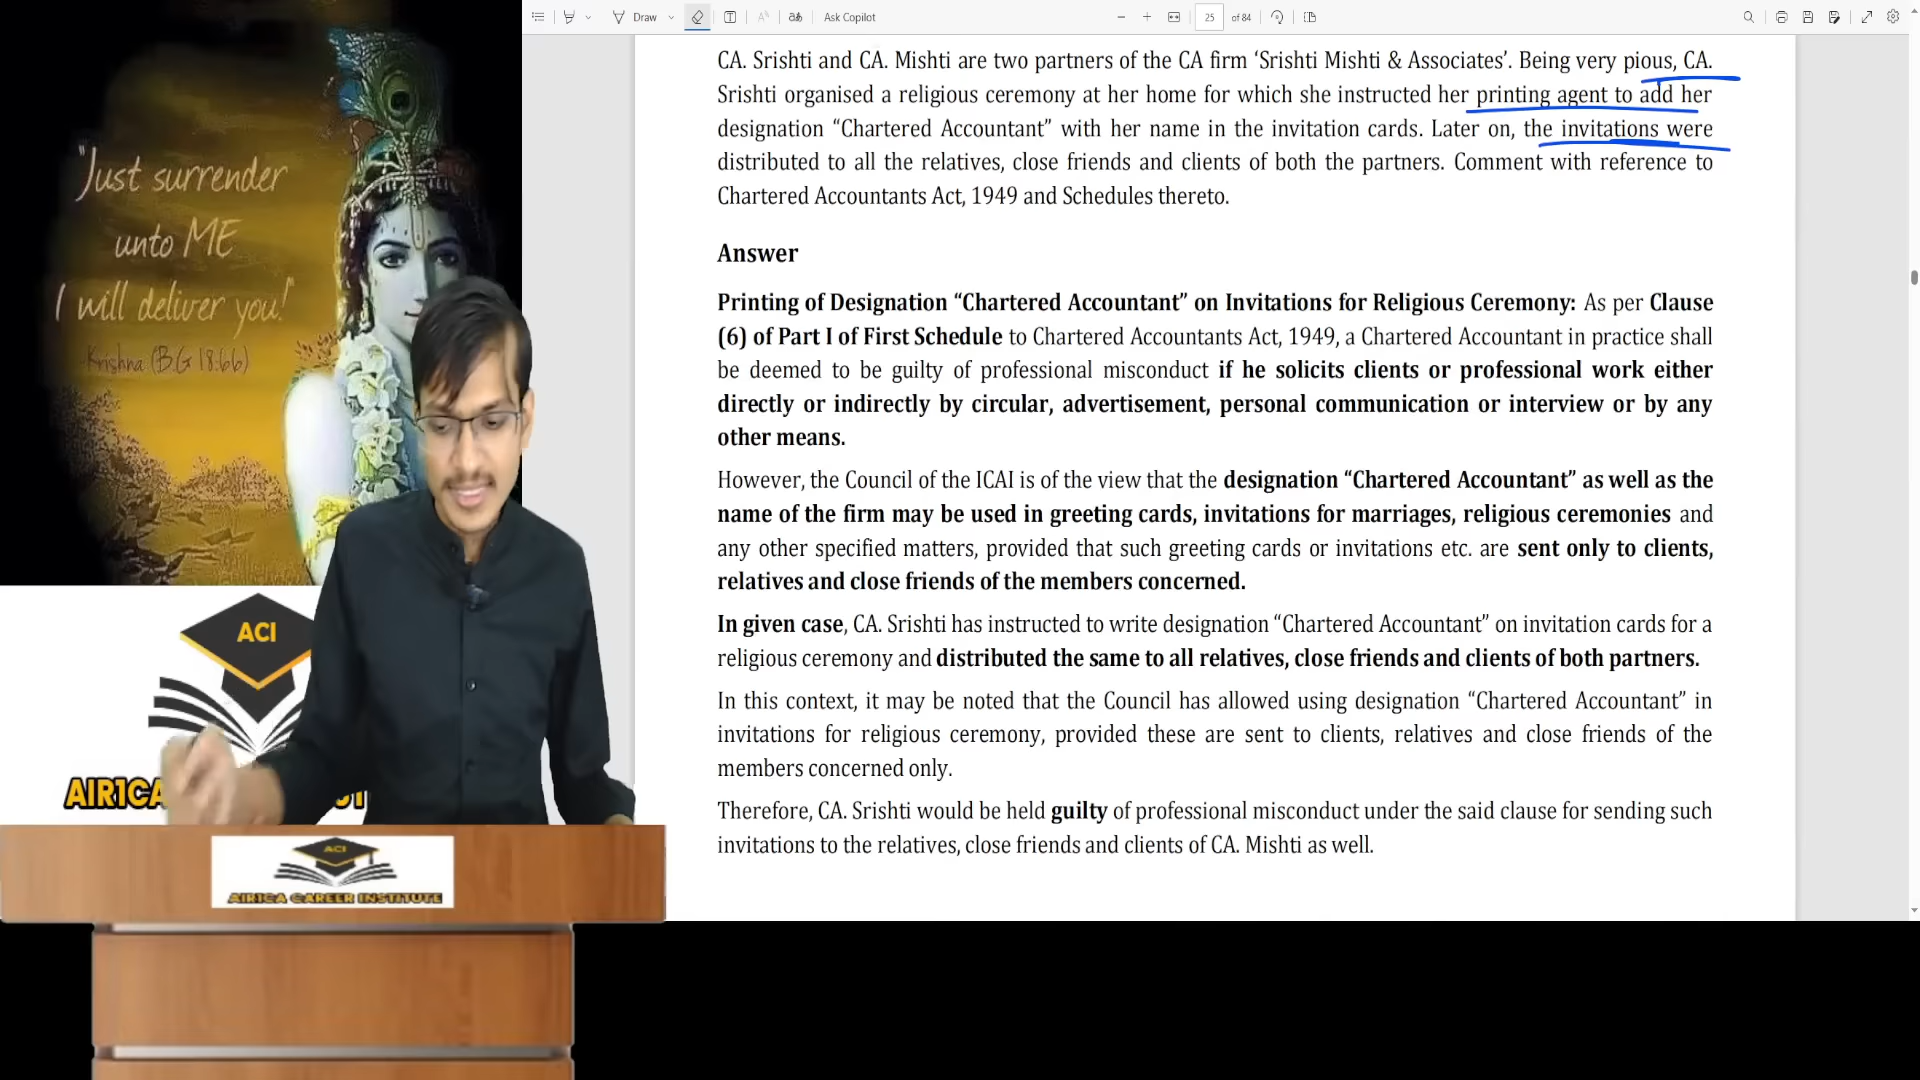 Draw
Ask Copilot
25
of 84
CA. Srishti and CA. Mishti are two partners of the CA firm ‘Srishti Mishti & Associates’. Being very pious, CA.
Srishti organised a religious ceremony at her home for which she instructed her printing agent to add her
designation “Chartered Accountant” with her name in the invitation cards. Later on, the invitations were
distributed to all the relatives, close friends and clients of both the partners. Comment with reference to
Chartered Accountants Act, 1949 and Schedules thereto.
Answer
Printing of Designation “Chartered Accountant” on Invitations for Religious Ceremony: As per Clause
(6) of Part I of First Schedule to Chartered Accountants Act, 1949, a Chartered Accountant in practice shall
be deemed to be guilty of professional misconduct if he solicits clients or professional work either
directly or indirectly by circular, advertisement, personal communication or interview or by any
other means.
However, the Council of the ICAI is of the view that the designation “Chartered Accountant” as well as the
name of the firm may be used in greeting cards, invitations for marriages, religious ceremonies and
any other specified matters, provided that such greeting cards or invitations etc. are sent only to clients,
relatives and close friends of the members concerned.
In given case, CA. Srishti has instructed to write designation “Chartered Accountant” on invitation cards for a
religious ceremony and distributed the same to all relatives, close friends and clients of both partners.
In this context, it may be noted that the Council has allowed using designation “Chartered Accountant” in
invitations for religious ceremony, provided these are sent to clients, relatives and close friends of the
members concerned only.
Therefore, CA. Srishti would be held guilty of professional misconduct under the said clause for sending such
invitations to the relatives, close friends and clients of CA. Mishti as well.
"Just surrender
unto ME
I will deliver you!"
Krishna (B.G 18:66)
ACI
AIR1CA
ACI
AIR1CA CAREER INSTITUTE